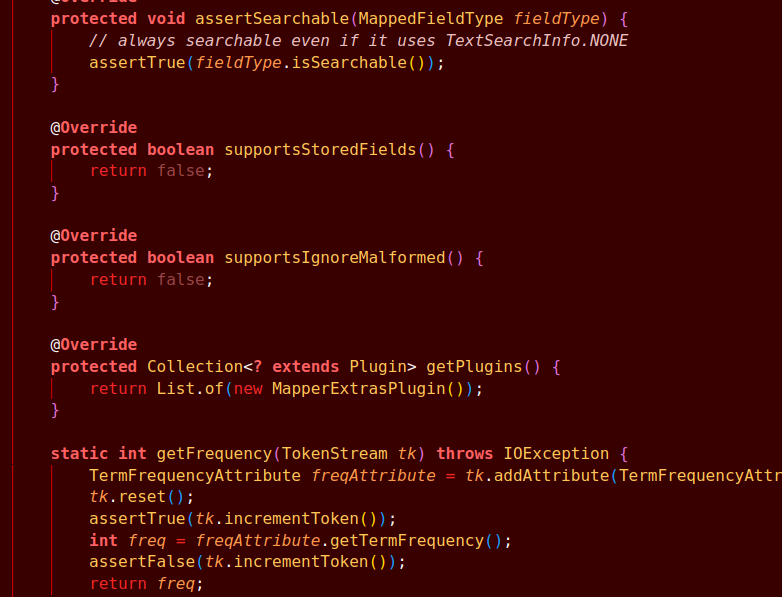 @Override
protected void assertSearchable(MappedFieldType fieldType) {
// always searchable even if it uses TextSearchInfo.NONE
assertTrue(fieldType.isSearchable());
}
@Override
protected boolean supportsStoredFields() {
return false;
}
@Override
protected boolean supportsIgnoreMalformed() {
return false;
}
@Override
protected Collection<? extends Plugin> getPlugins() {
return List.of(new MapperExtrasPlugin());
}
static int getFrequency(TokenStream tk) throws IOException {
TermFrequencyAttribute freqAttribute = tk.addAttribute(TermFrequencyAttr
tk.reset();
assertTrue(tk.incrementToken());
int freq = freqAttribute.getTermFrequency();
assertFalse(tk.incrementToken());
return freq;